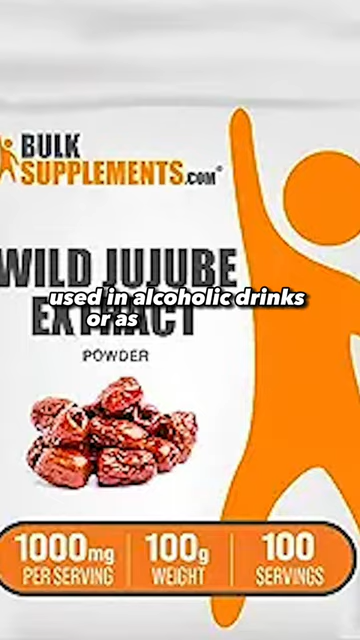 BULK
SUPPLEMENTS.COM®
WILD JUJUBE
EXTRACT
used in alcoholic drinks
or as
POWDER
1000mg
PER SERVING
100g
WEIGHT
100
SERVINGS